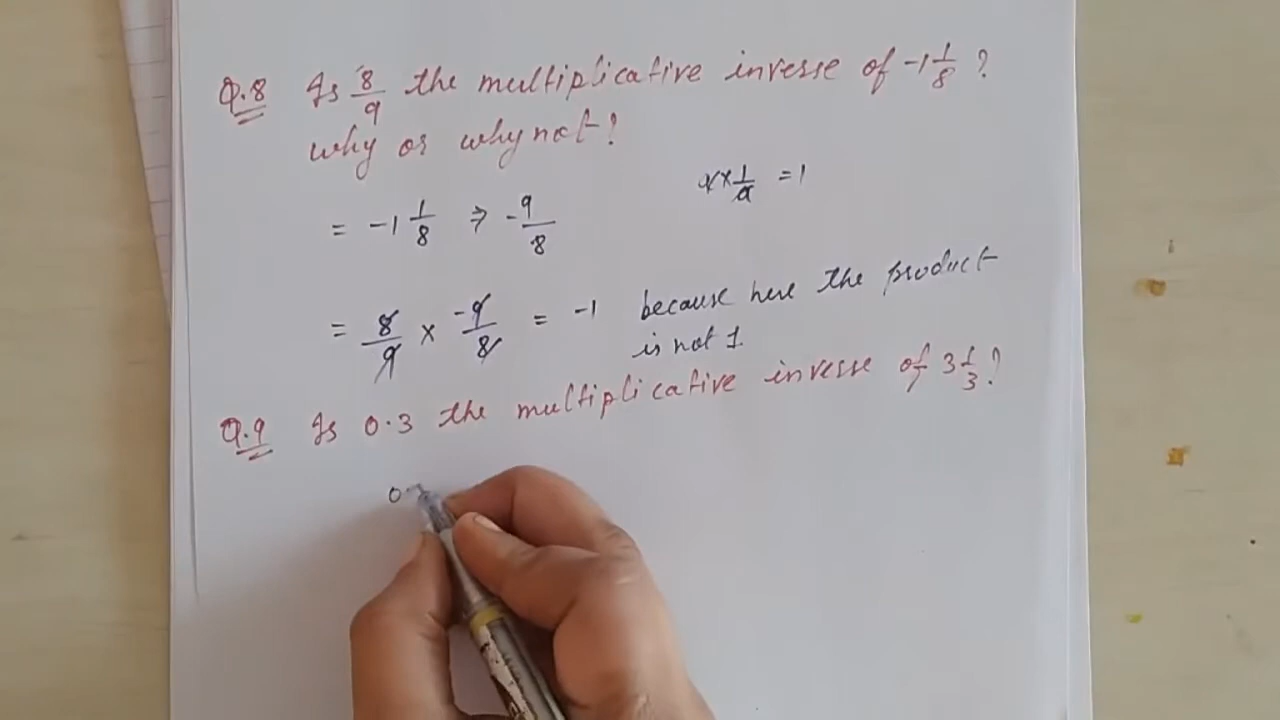 Q.8 Is 8/9 the multiplicative inverse of -1 1/8 ?
why or why not ?
a × 1/a = 1
= -1 1/8 ⇒ -9/8
= 8/9 × -9/8 = -1 because here the product
is not 1.
Q.9 Is 0.3 the multiplicative inverse of 3 1/3 ?
0.